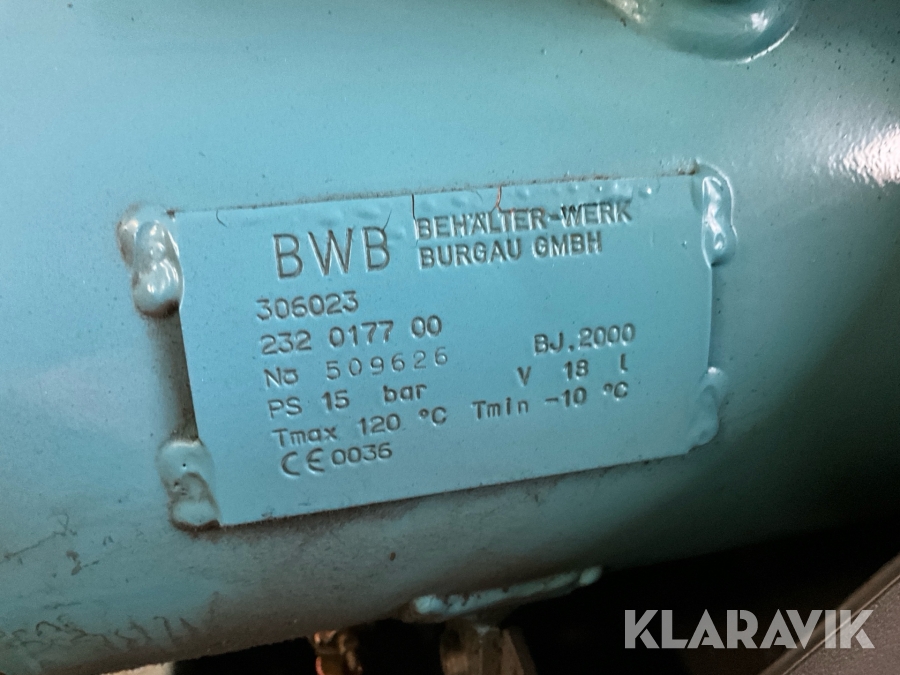 BWB
BEHÄLTER-WERK
BURGAU GMBH
306023
232 0177 00
No 509626
BJ.2000
PS 15 bar
V 18 l
Tmax 120 °C Tmin -10 °C
CE 0036
KLARAVIK